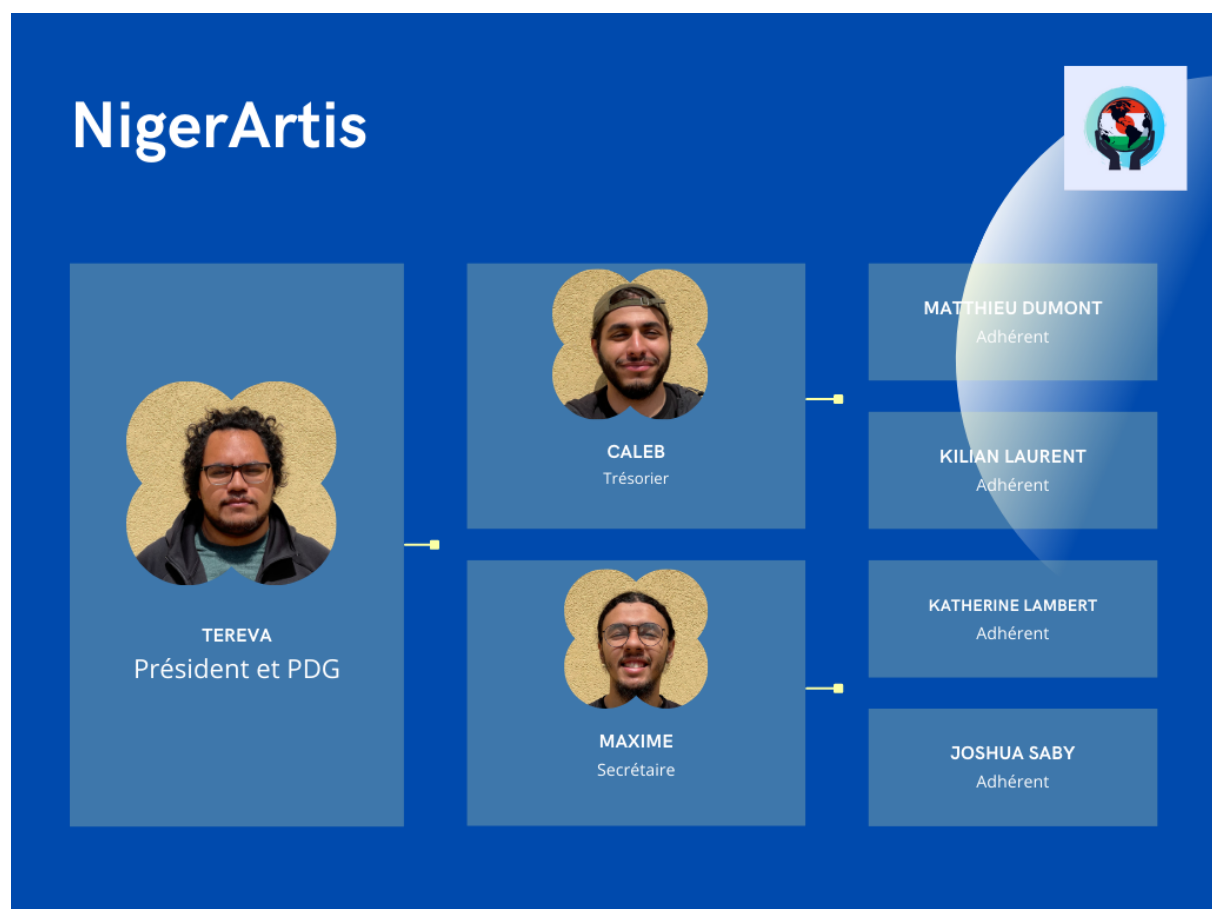 NigerArtis
TEREVA
Président et PDG
CALEB
Trésorier
MAXIME
Secrétaire
MATTHIEU DUMONT
Adhérent
KILIAN LAURENT
Adhérent
KATHERINE LAMBERT
Adhérent
JOSHUA SABY
Adhérent